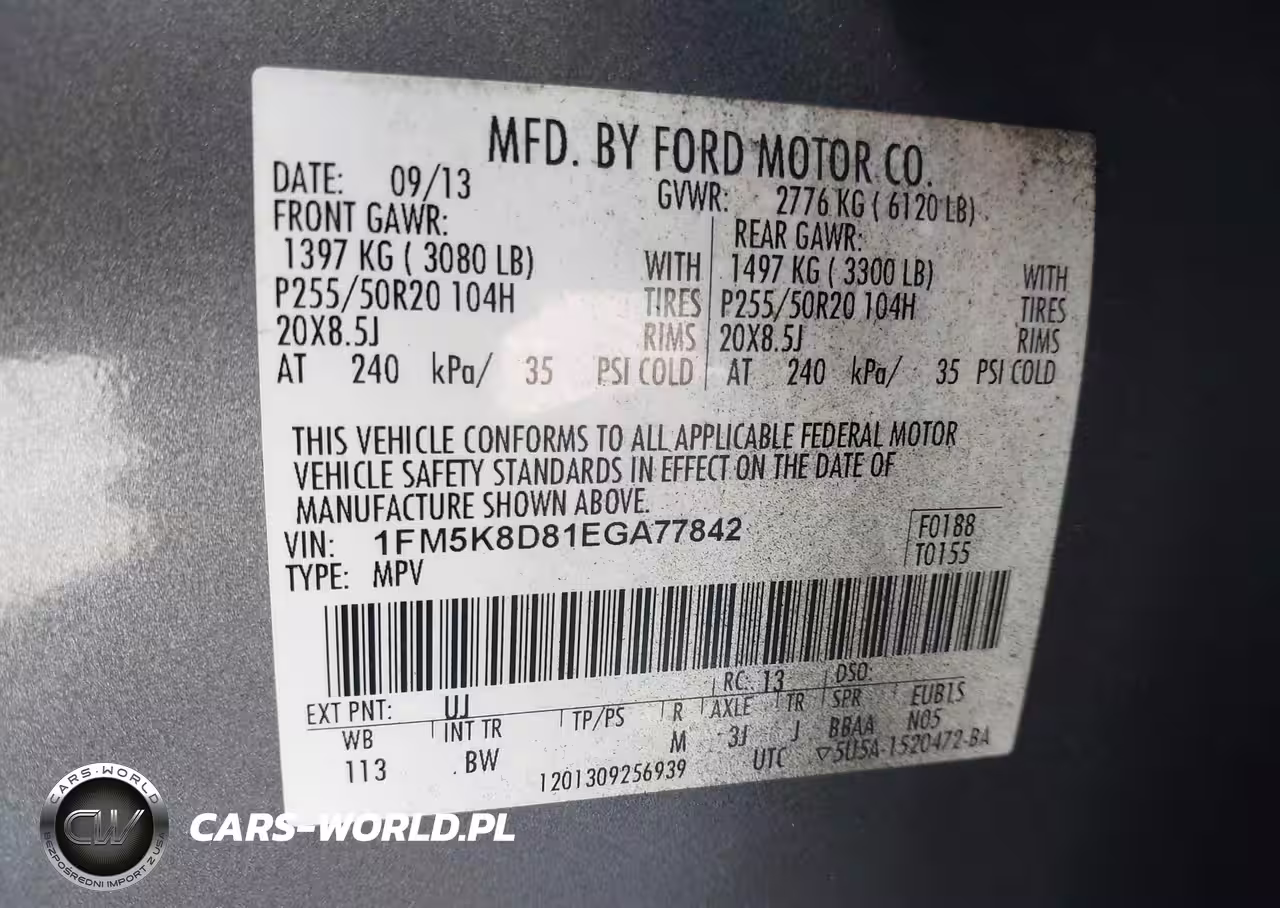 MFD. BY FORD MOTOR CO.
DATE: 09/13 GVWR: 2776 KG ( 6120 LB)
FRONT GAWR: REAR GAWR:
1397 KG ( 3080 LB) WITH 1497 KG ( 3300 LB) WITH
P255/50R20 104H TIRES P255/50R20 104H TIRES
20X8.5J RIMS 20X8.5J RIMS
AT 240 kPa/ 35 PSI COLD AT 240 kPa/ 35 PSI COLD
THIS VEHICLE CONFORMS TO ALL APPLICABLE FEDERAL MOTOR
VEHICLE SAFETY STANDARDS IN EFFECT ON THE DATE OF
MANUFACTURE SHOWN ABOVE.
VIN: 1FM5K8D81EGA77842 F0188
TYPE: MPV T0155
EXT PNT: UJ RC: 13 DSO:
WB INT TR TP/PS R AXLE TR SPR EUB1S
113 BW M 3J J BBAA N05
1201309256939 UTC ▽5U5A-1520472-BA
CARS-WORLD
CW
BEZPOŚREDNI IMPORT Z USA
CARS-WORLD.PL